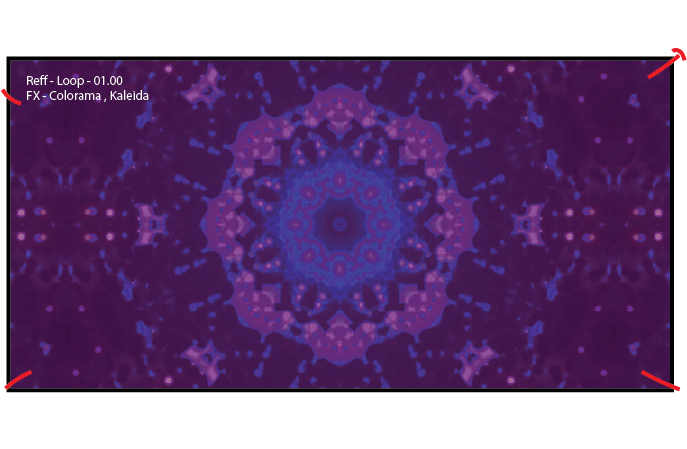 Reff - Loop - 01.00
FX - Colorama , Kaleida